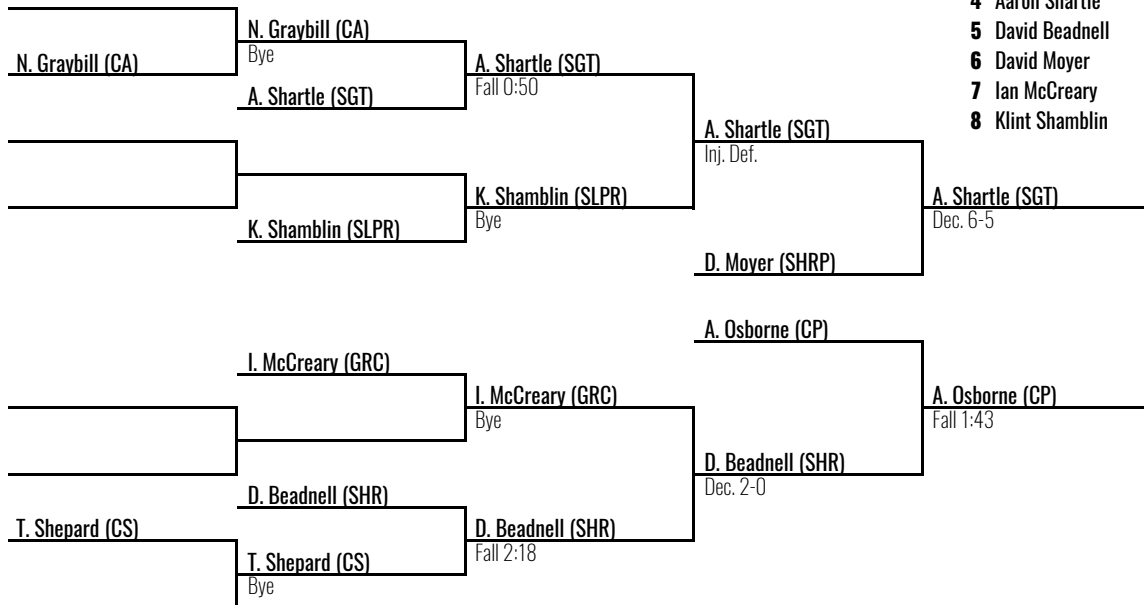 4 Aaron Shartle
5 David Beadnell
6 David Moyer
7 Ian McCreary
8 Klint Shamblin
N. Graybill (CA)
N. Graybill (CA)
Bye
A. Shartle (SGT)
A. Shartle (SGT)
Fall 0:50
A. Shartle (SGT)
Inj. Def.
K. Shamblin (SLPR)
K. Shamblin (SLPR)
Bye
A. Shartle (SGT)
Dec. 6-5
D. Moyer (SHRP)
A. Osborne (CP)
I. McCreary (GRC)
I. McCreary (GRC)
Bye
A. Osborne (CP)
Fall 1:43
D. Beadnell (SHR)
Dec. 2-0
D. Beadnell (SHR)
T. Shepard (CS)
D. Beadnell (SHR)
Fall 2:18
T. Shepard (CS)
Bye